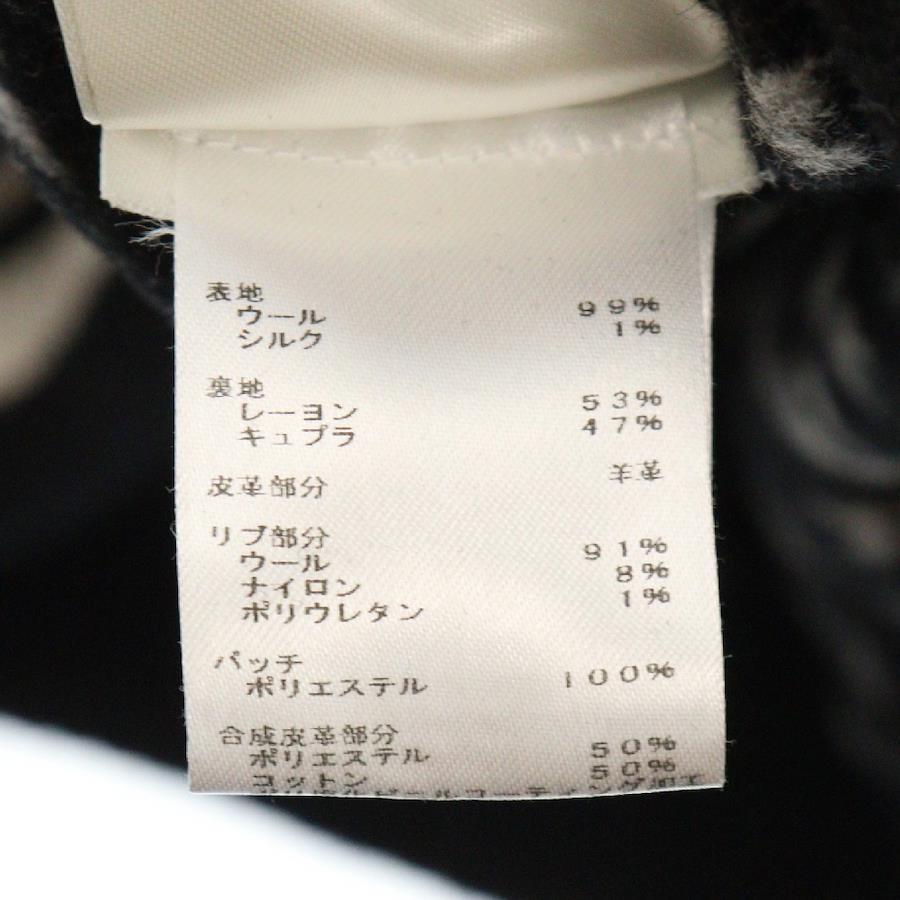 表地
ウール 99%
シルク 1%
裏地
レーヨン 53%
キュプラ 47%
皮革部分 羊革
リブ部分
ウール 91%
ナイロン 8%
ポリウレタン 1%
パッチ
ポリエステル 100%
合成皮革部分
ポリエステル 50%
コットン 50%